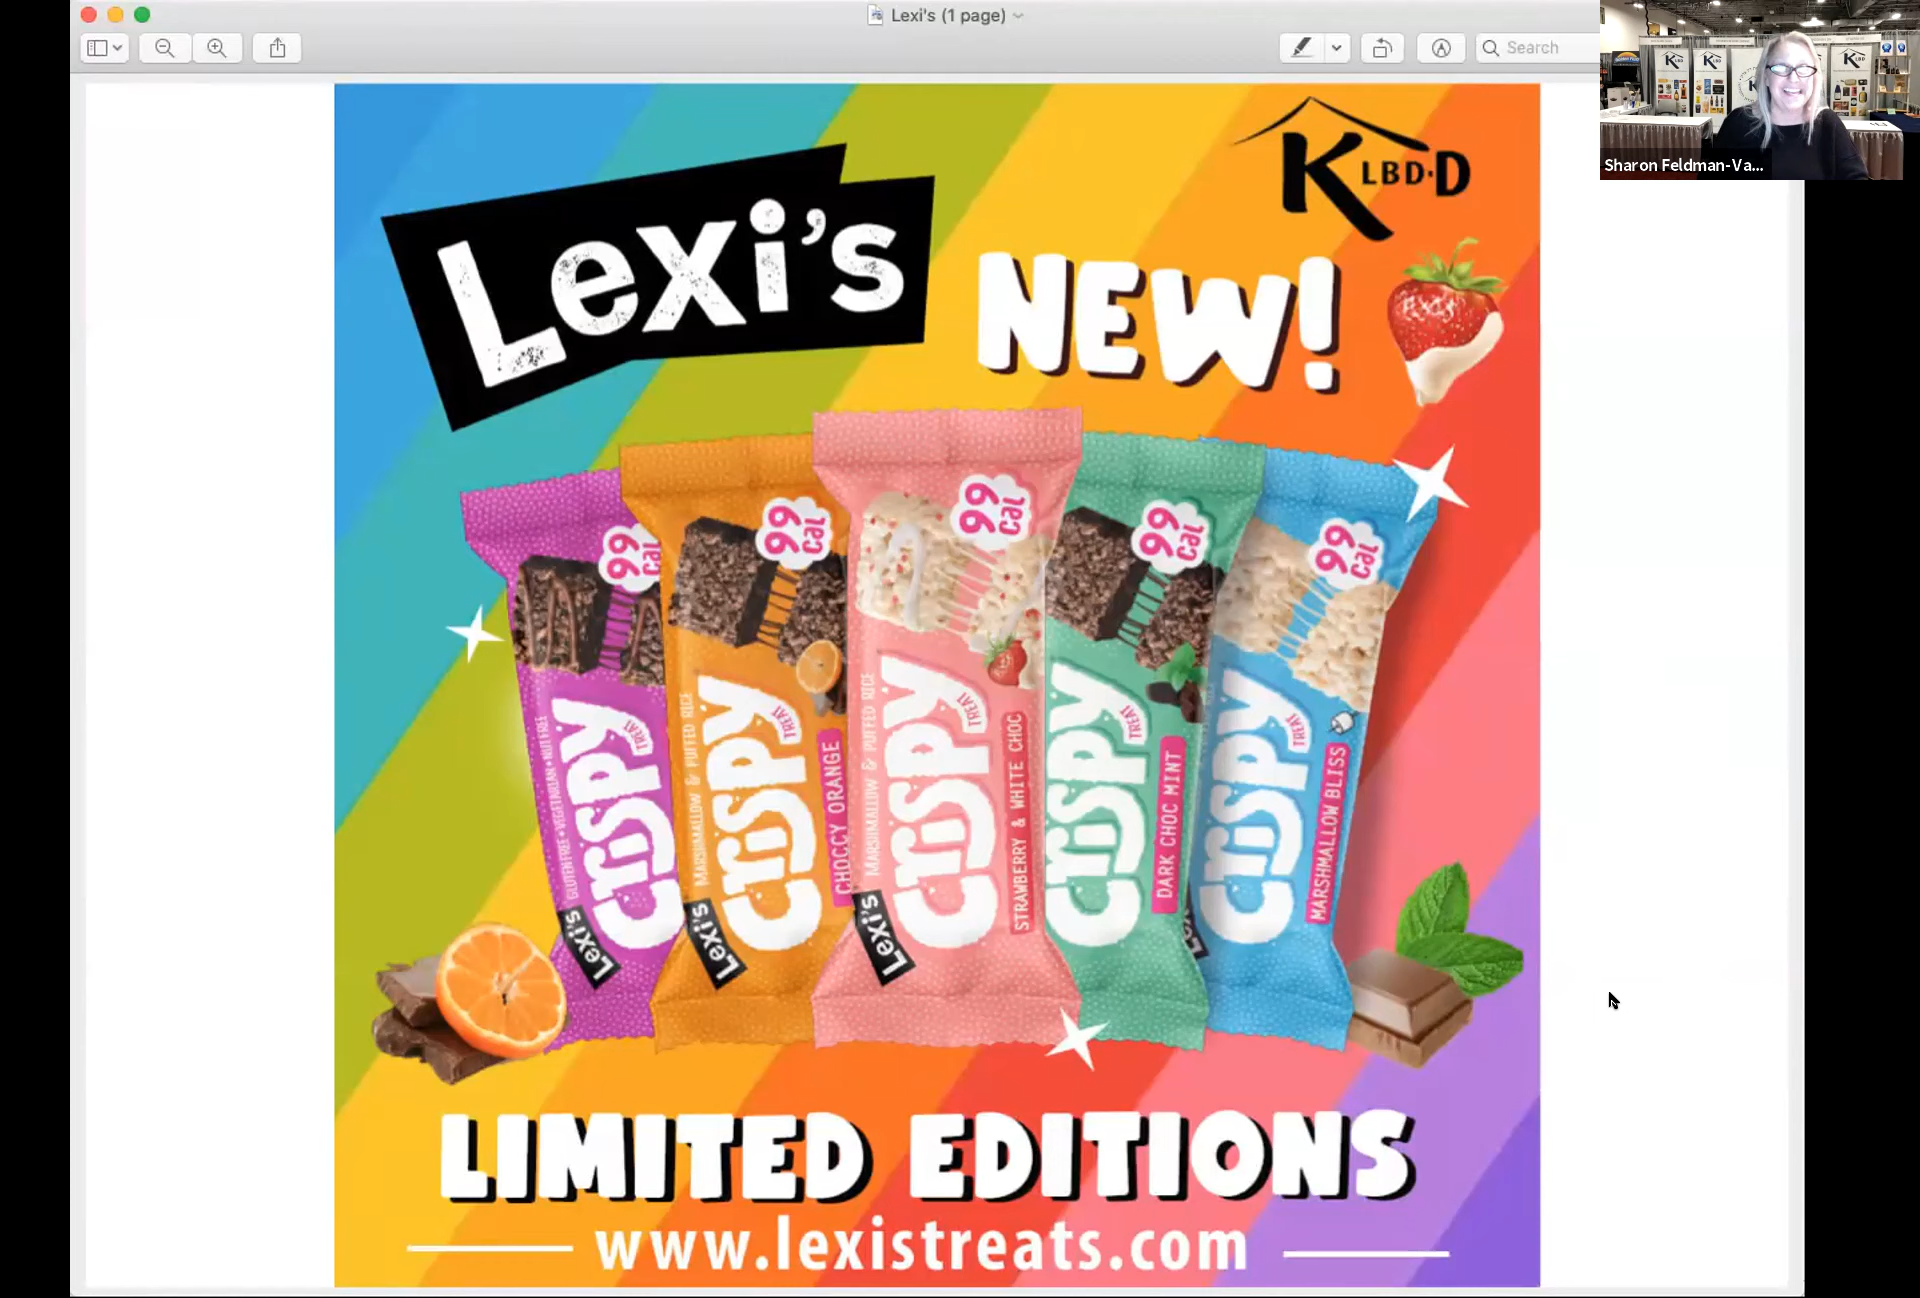 Lexi's (1 page)
Search
Sharon Feldman-Va...
K LBD·D
Lexi's
NEW!
99
Cal
GLUTEN FREE • VEGETARIAN • NUT FREE
CRISPY
TREAT
Lexi's
99
Cal
MARSHMALLOW & PUFFED RICE
CRISPY
TREAT
CHOCCY ORANGE
Lexi's
99
Cal
MARSHMALLOW & PUFFED RICE
CRISPY
TREAT
STRAWBERRY & WHITE CHOC
Lexi's
99
Cal
CRISPY
TREAT
DARK CHOC MINT
99
Cal
CRISPY
TREAT
MARSHMALLOW BLISS
LIMITED EDITIONS
www.lexistreats.com